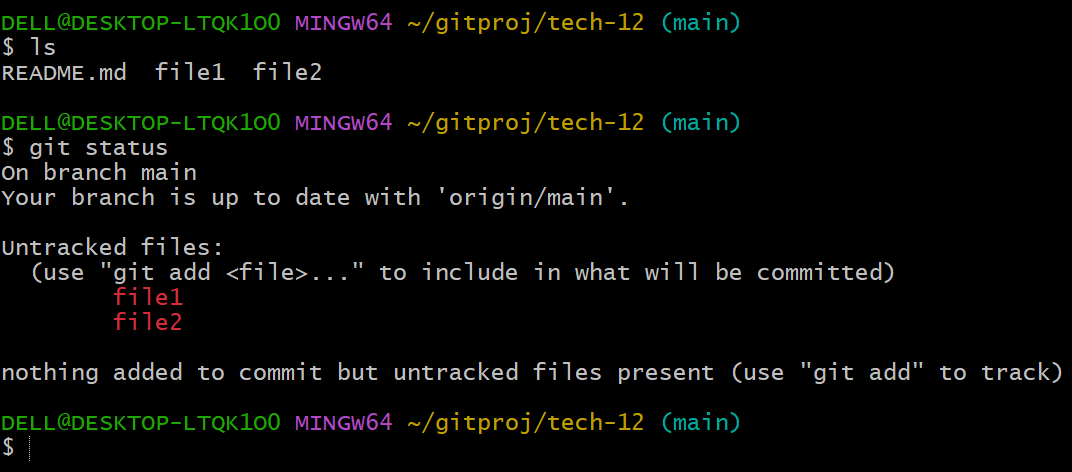 DELL@DESKTOP-LTQK1O0 MINGW64 ~/gitproj/tech-12 (main)
$ ls
README.md  file1  file2
DELL@DESKTOP-LTQK1O0 MINGW64 ~/gitproj/tech-12 (main)
$ git status
On branch main
Your branch is up to date with 'origin/main'.
Untracked files:
  (use "git add <file>..." to include in what will be committed)
        file1
        file2
nothing added to commit but untracked files present (use "git add" to track)
DELL@DESKTOP-LTQK1O0 MINGW64 ~/gitproj/tech-12 (main)
$